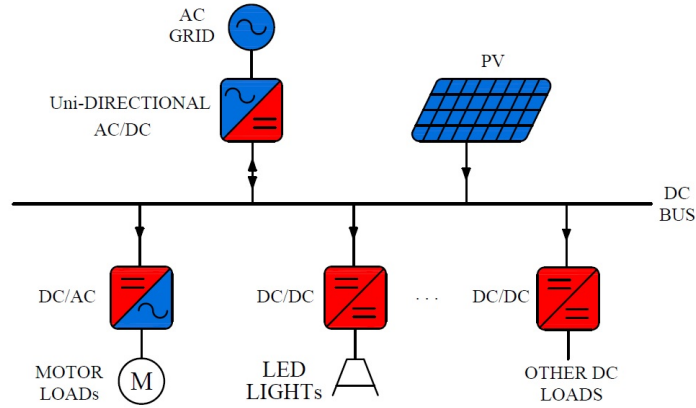 AC
GRID
PV
Uni-DIRECTIONAL
AC/DC
DC
BUS
DC/AC
DC/DC
. . .
DC/DC
MOTOR
LOADs
M
LED
LIGHTs
OTHER DC
LOADS